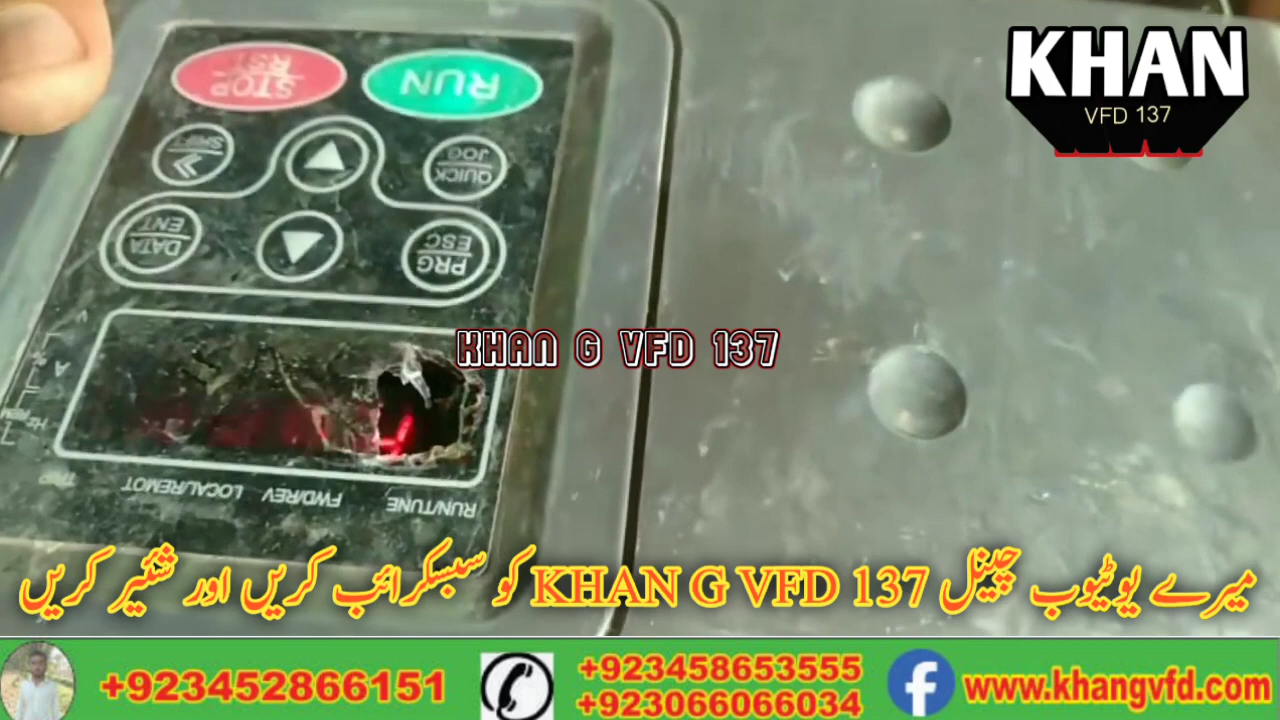 KHAN
VFD 137
STOP
RST
RUN
SHIFT
QUICK
JOG
DATA
ENT
PRG
ESC
KHAN G VFD 137
A
RUN/TUNE FWD/REV LOCAL/REMOT
میرے یوٹیوب چینل KHAN G VFD 137 کو سبسکرائب کریں اور شئیر کریں
+923452866151
+923458653555
+923066066034
www.khangvfd.com